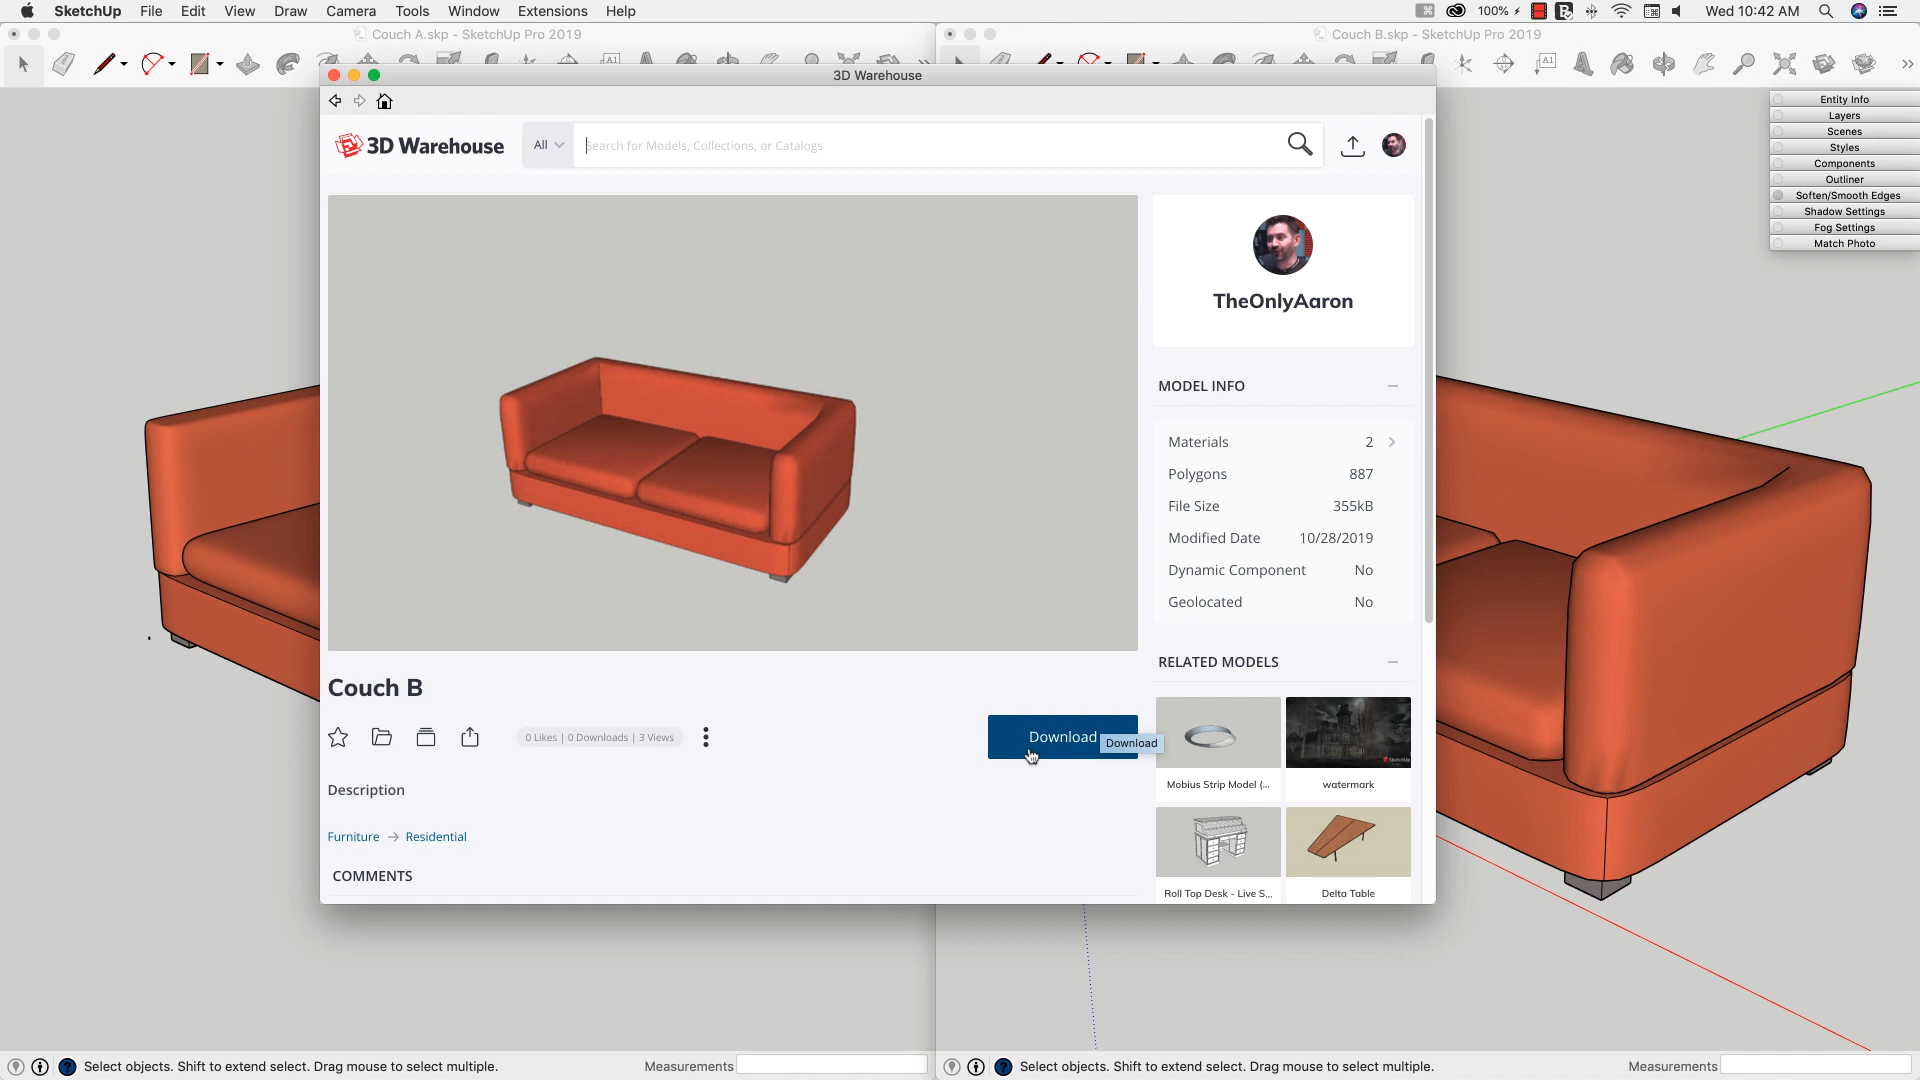 SketchUp File Edit View Draw Camera Tools Window Extensions Help 100% Wed 10:42 AM
Couch A.skp - SketchUp Pro 2019
Couch B.skp - SketchUp Pro 2019
3D Warehouse
3D Warehouse
All
Search for Models, Collections, or Catalogs
TheOnlyAaron
MODEL INFO
Materials 2
Polygons 887
File Size 355kB
Modified Date 10/28/2019
Dynamic Component No
Geolocated No
RELATED MODELS
Mobius Strip Model (...
watermark
Roll Top Desk - Live S...
Delta Table
Couch B
0 Likes | 0 Downloads | 3 Views
Download
Download
Description
Furniture → Residential
COMMENTS
Entity Info
Layers
Scenes
Styles
Components
Outliner
Soften/Smooth Edges
Shadow Settings
Fog Settings
Match Photo
Select objects. Shift to extend select. Drag mouse to select multiple.
Measurements
Select objects. Shift to extend select. Drag mouse to select multiple.
Measurements